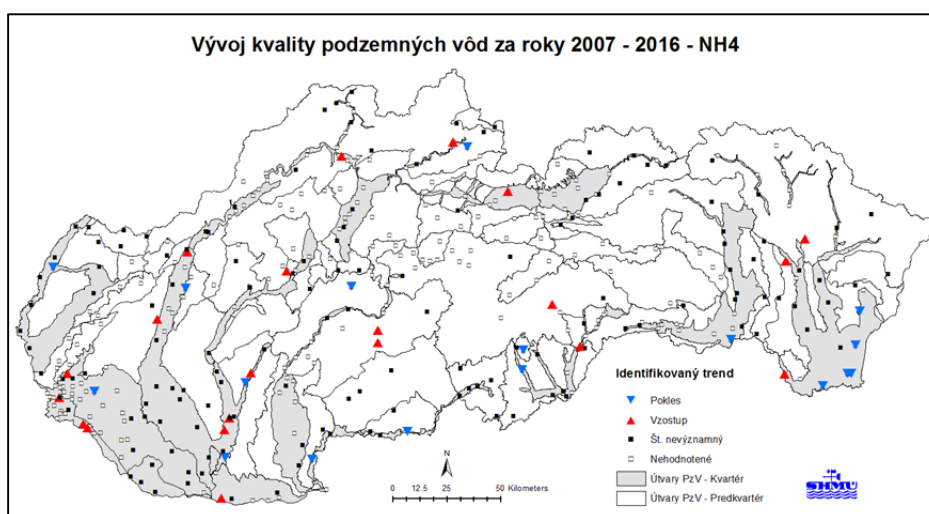 Vývoj kvality podzemných vôd za roky 2007 - 2016 - NH4
Identifikovaný trend
Pokles
Vzostup
Št. nevýznamný
Nehodnotené
Útvary PzV - Kvartér
Útvary PzV - Predkvartér
N
0 12.5 25 50 Kilometers
SHMÚ